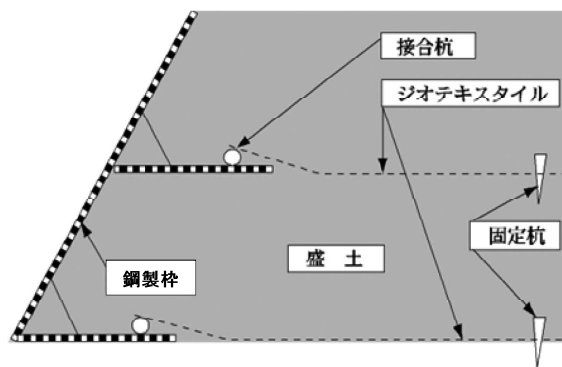 接合杭
ジオテキスタイル
固定杭
盛 土
鋼製枠